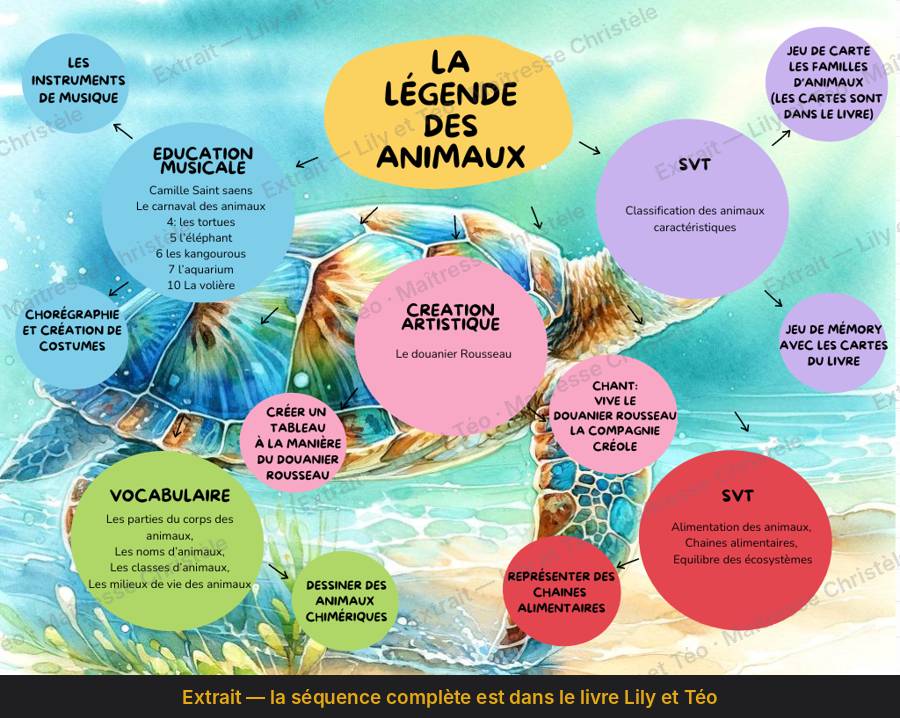 LA
LÉGENDE
DES
ANIMAUX
LES
INSTRUMENTS
DE MUSIQUE
EDUCATION
MUSICALE
Camille Saint saens
Le carnaval des animaux
4: les tortues
5 l'éléphant
6 les kangourous
7 l'aquarium
10 La volière
CHORÉGRAPHIE
ET CRÉATION DE
COSTUMES
SVT
Classification des animaux
caractéristiques
JEU DE CARTE
LES FAMILLES
D'ANIMAUX
(LES CARTES SONT
DANS LE LIVRE)
JEU DE MÉMORY
AVEC LES CARTES
DU LIVRE
CREATION
ARTISTIQUE
Le douanier Rousseau
CRÉER UN
TABLEAU
À LA MANIÈRE
DU DOUANIER
ROUSSEAU
CHANT:
VIVE LE
DOUANIER ROUSSEAU
LA COMPAGNIE
CRÉOLE
VOCABULAIRE
Les parties du corps des
animaux,
Les noms d'animaux,
Les classes d'animaux,
Les milieux de vie des animaux
DESSINER DES
ANIMAUX
CHIMÉRIQUES
SVT
Alimentation des animaux,
Chaines alimentaires,
Equilibre des écosystèmes
REPRÉSENTER DES
CHAINES
ALIMENTAIRES
Extrait — la séquence complète est dans le livre Lily et Téo